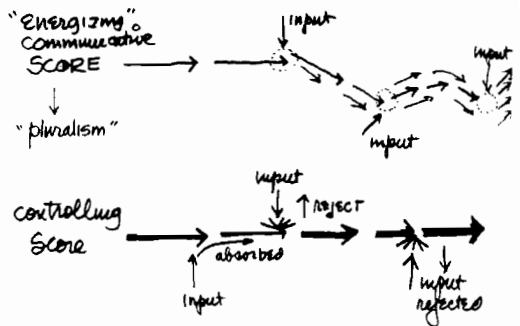 "Energizing"
communicative
SCORE
"pluralism"
input
input
input
controlling
Score
input
absorbed
input
REJECT
input
rejected